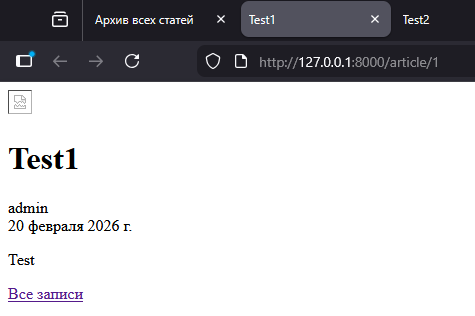 Архив всех статей
Test1
Test2
http://127.0.0.1:8000/article/1
Test1
admin
20 февраля 2026 г.
Test
Все записи